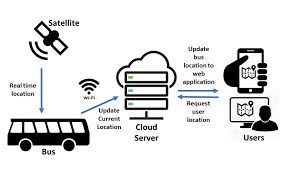 Satellite
Real time
location
Wi-Fi
Update
Current
Location
Bus
Cloud
Server
Update
bus
location to
web
application
Request
user
location
Users